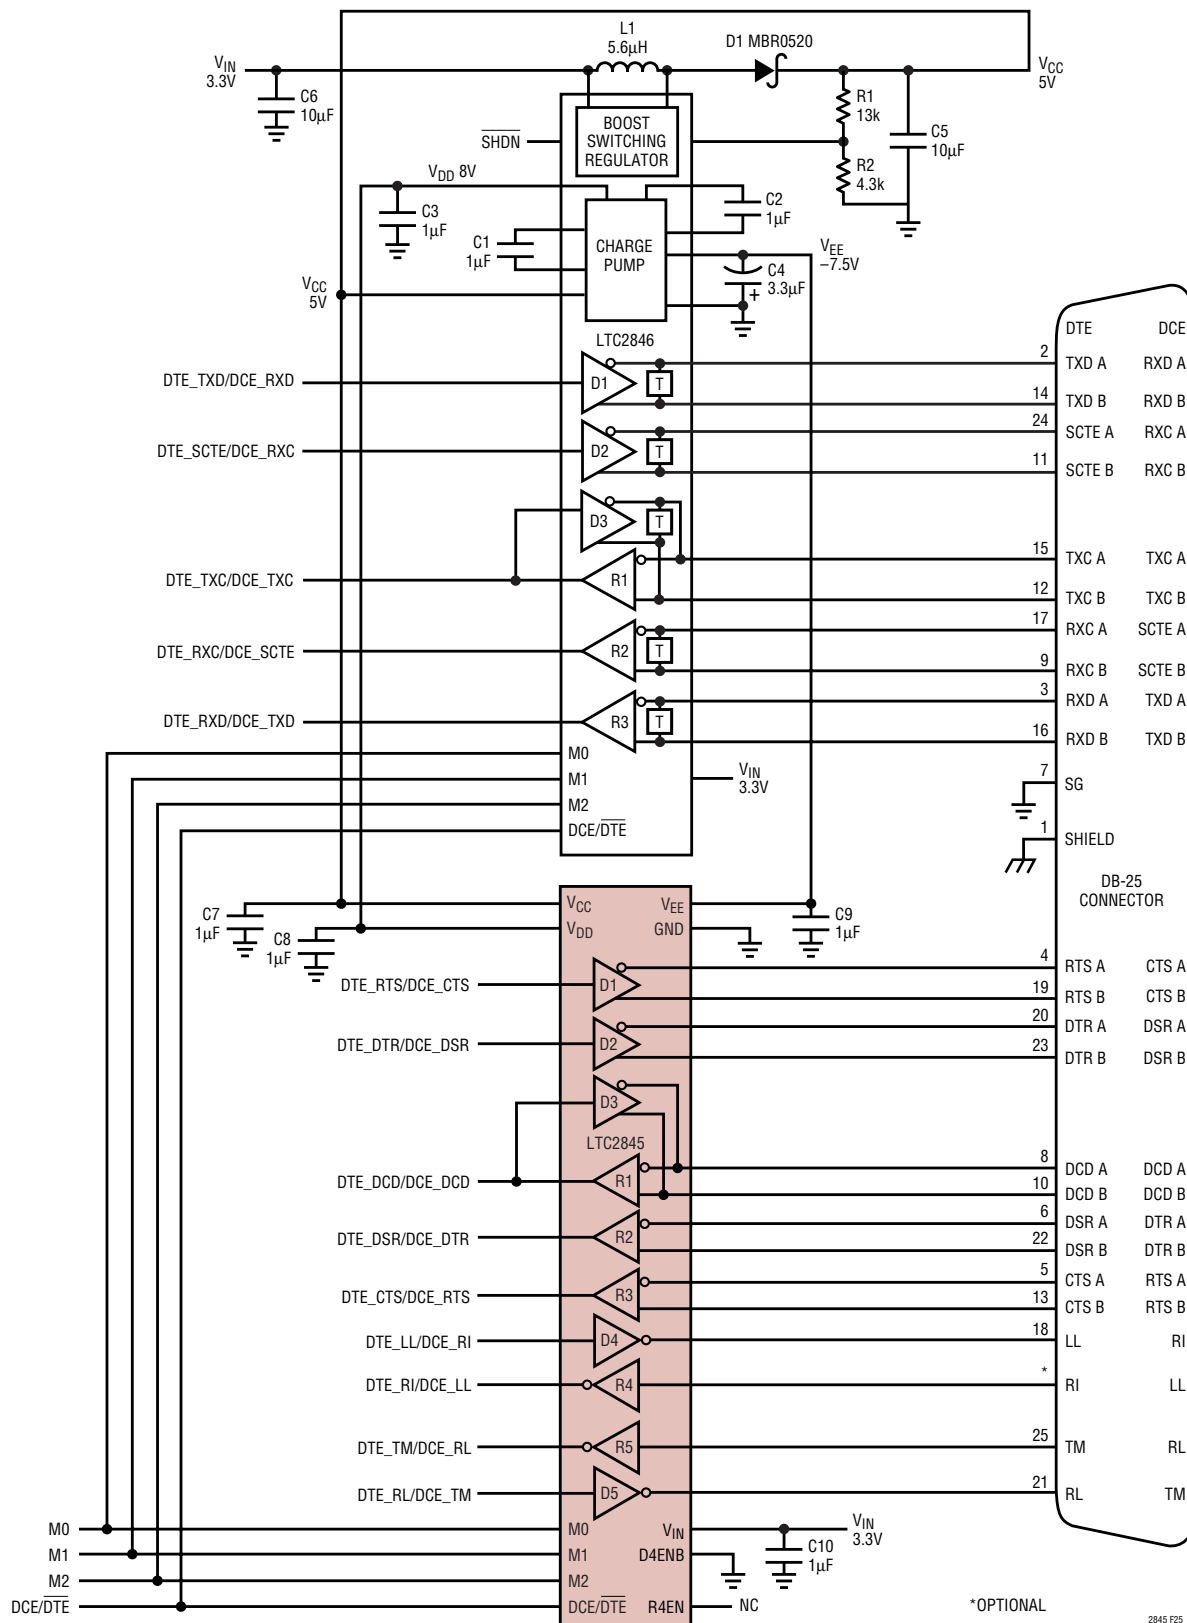 L1
5.6µH
D1 MBR0520
VIN
3.3V
VCC
5V
C6
10µF
R1
13k
BOOST
SWITCHING
REGULATOR
SHDN
C5
10µF
R2
4.3k
VDD 8V
C3
1µF
C2
1µF
C1
1µF
CHARGE
PUMP
VEE
–7.5V
C4
3.3µF
+
VCC
5V
LTC2846
DTE DCE
2 TXD A RXD A
DTE_TXD/DCE_RXD D1 T
14 TXD B RXD B
24 SCTE A RXC A
DTE_SCTE/DCE_RXC D2 T
11 SCTE B RXC B
D3 T
15 TXC A TXC A
DTE_TXC/DCE_TXC R1
12 TXC B TXC B
17 RXC A SCTE A
DTE_RXC/DCE_SCTE R2 T
9 RXC B SCTE B
3 RXD A TXD A
DTE_RXD/DCE_TXD R3 T
16 RXD B TXD B
M0
M1
VIN
3.3V
M2
DCE/DTE
7 SG
1 SHIELD
DB-25
CONNECTOR
C7
1µF
C8
1µF
VCC VEE
VDD GND
C9
1µF
4 RTS A CTS A
DTE_RTS/DCE_CTS D1
19 RTS B CTS B
20 DTR A DSR A
DTE_DTR/DCE_DSR D2
23 DTR B DSR B
D3
LTC2845
8 DCD A DCD A
DTE_DCD/DCE_DCD R1
10 DCD B DCD B
6 DSR A DTR A
DTE_DSR/DCE_DTR R2
22 DSR B DTR B
5 CTS A RTS A
DTE_CTS/DCE_RTS R3
13 CTS B RTS B
18
DTE_LL/DCE_RI D4 LL RI
*
DTE_RI/DCE_LL R4 RI LL
25
DTE_TM/DCE_RL R5 TM RL
21
DTE_RL/DCE_TM D5 RL TM
M0 M0 VIN
VIN
3.3V
M1 M1 D4ENB
C10
1µF
M2 M2
DCE/DTE DCE/DTE R4EN NC
*OPTIONAL
2845 F25